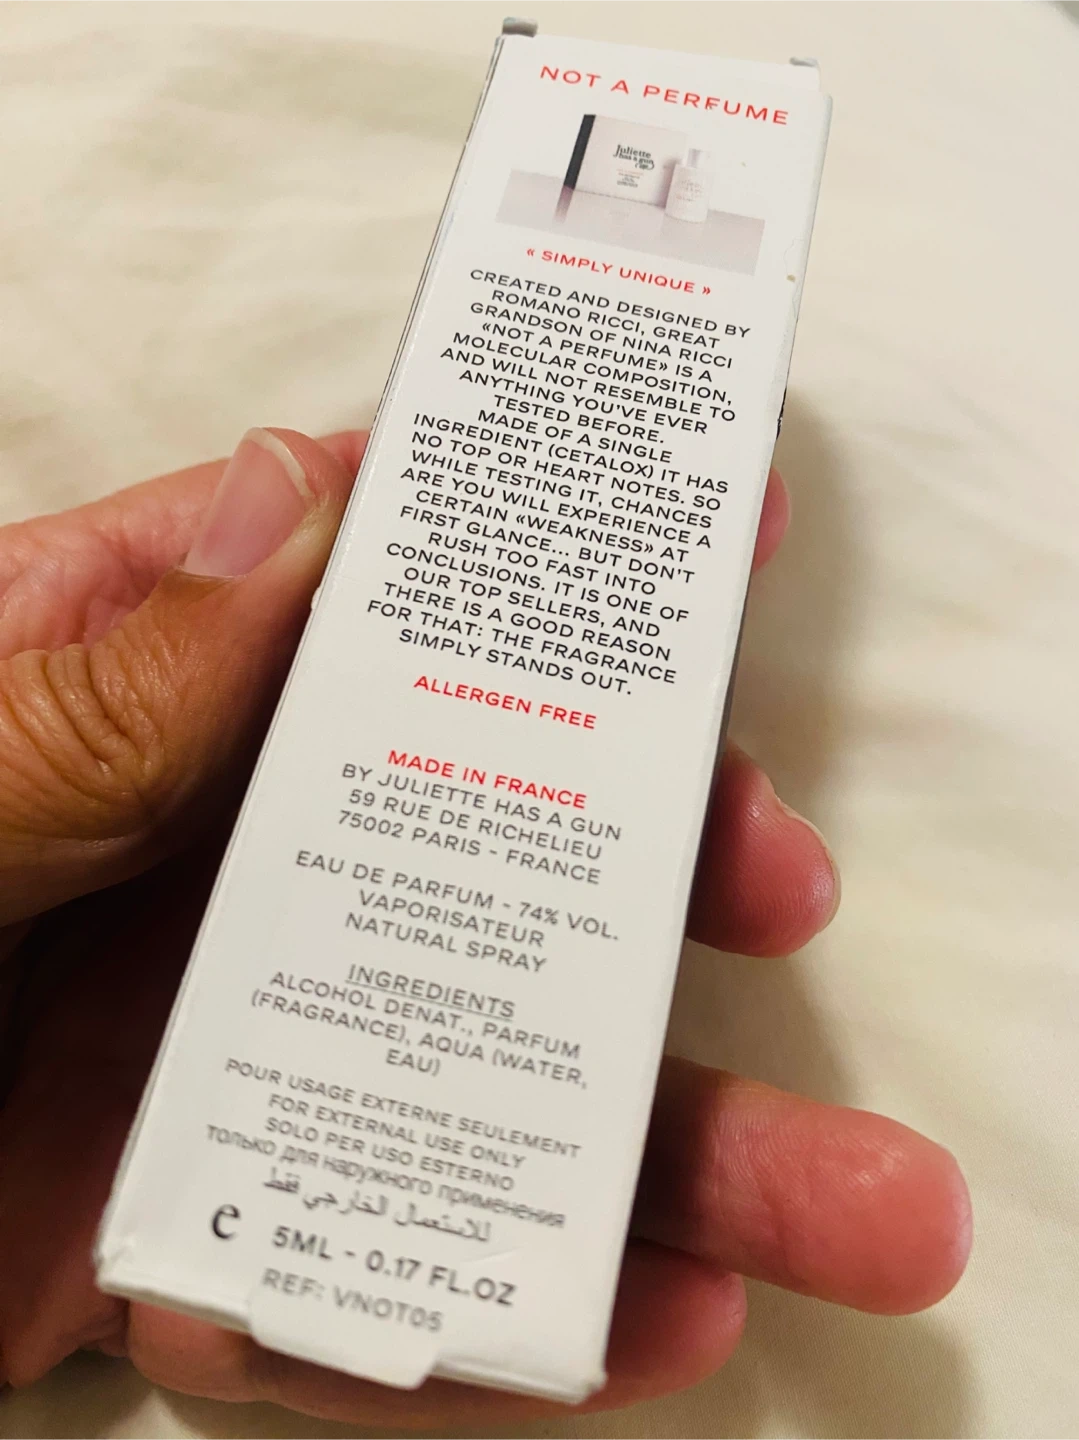 NOT A PERFUME
Juliette
has a gun
« SIMPLY UNIQUE »
CREATED AND DESIGNED BY
ROMANO RICCI, GREAT
GRANDSON OF NINA RICCI
«NOT A PERFUME» IS A
MOLECULAR COMPOSITION,
AND WILL NOT RESEMBLE TO
ANYTHING YOU'VE EVER
TESTED BEFORE.
MADE OF A SINGLE
INGREDIENT (CETALOX) IT HAS
NO TOP OR HEART NOTES. SO
WHILE TESTING IT, CHANCES
ARE YOU WILL EXPERIENCE A
CERTAIN «WEAKNESS» AT
FIRST GLANCE... BUT DON'T
RUSH TOO FAST INTO
CONCLUSIONS. IT IS ONE OF
OUR TOP SELLERS, AND
THERE IS A GOOD REASON
FOR THAT: THE FRAGRANCE
SIMPLY STANDS OUT.
ALLERGEN FREE
MADE IN FRANCE
BY JULIETTE HAS A GUN
59 RUE DE RICHELIEU
75002 PARIS - FRANCE
EAU DE PARFUM - 74% VOL.
VAPORISATEUR
NATURAL SPRAY
INGREDIENTS
ALCOHOL DENAT., PARFUM
(FRAGRANCE), AQUA (WATER,
EAU)
POUR USAGE EXTERNE SEULEMENT
FOR EXTERNAL USE ONLY
SOLO PER USO ESTERNO
только для наружного применения
للاستعمال الخارجي فقط
e 5ML - 0.17 FL.OZ
REF: VNOT05